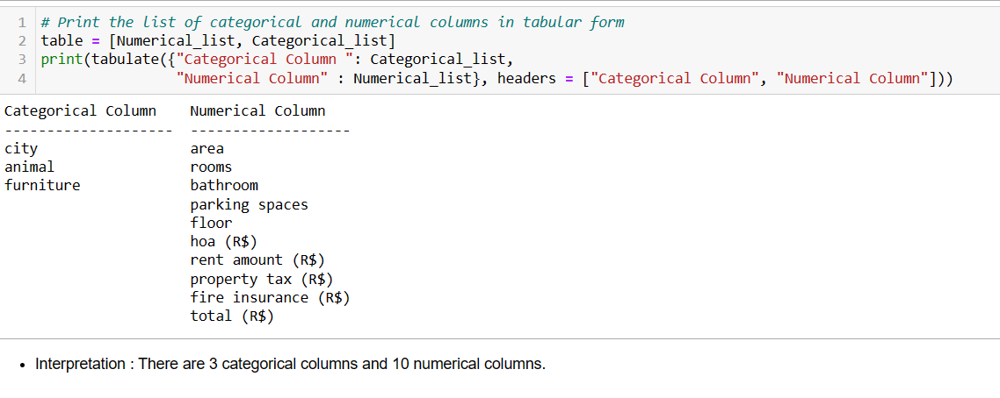 1 # Print the list of categorical and numerical columns in tabular form
2 table = [Numerical_list, Categorical_list]
3 print(tabulate({"Categorical Column ": Categorical_list,
4 "Numerical Column" : Numerical_list}, headers = ["Categorical Column", "Numerical Column"]))
Categorical Column Numerical Column
-------------------- -------------------
city area
animal rooms
furniture bathroom
parking spaces
floor
hoa (R$)
rent amount (R$)
property tax (R$)
fire insurance (R$)
total (R$)
• Interpretation : There are 3 categorical columns and 10 numerical columns.